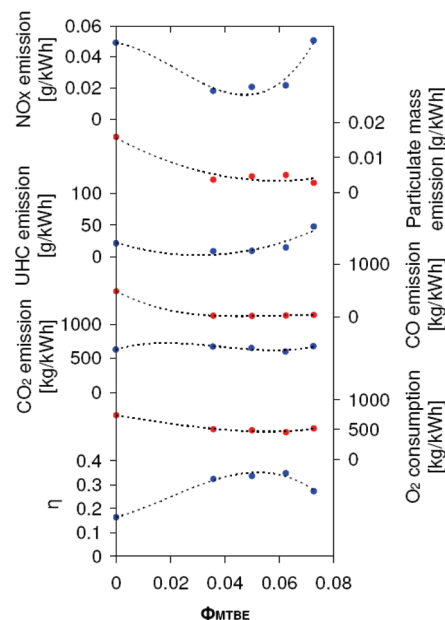 NOx emission
[g/kWh]
0.06
0.04
0.02
0
Particulate mass
emission [g/kWh]
0.02
0.01
0
UHC emission
[g/kWh]
100
50
0
CO emission
[kg/kWh]
1000
0
CO₂ emission
[kg/kWh]
1000
500
0
O₂ consumption
[kg/kWh]
1000
500
0
η
0.4
0.3
0.2
0.1
0
0 0.02 0.04 0.06 0.08
ΦMTBE